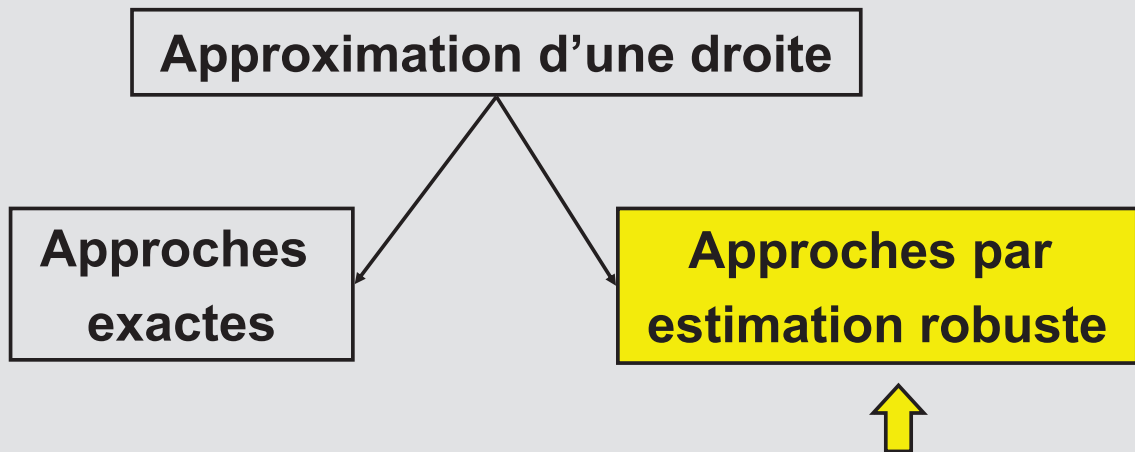 Approximation d’une droite
Approches
exactes
Approches par
estimation robuste